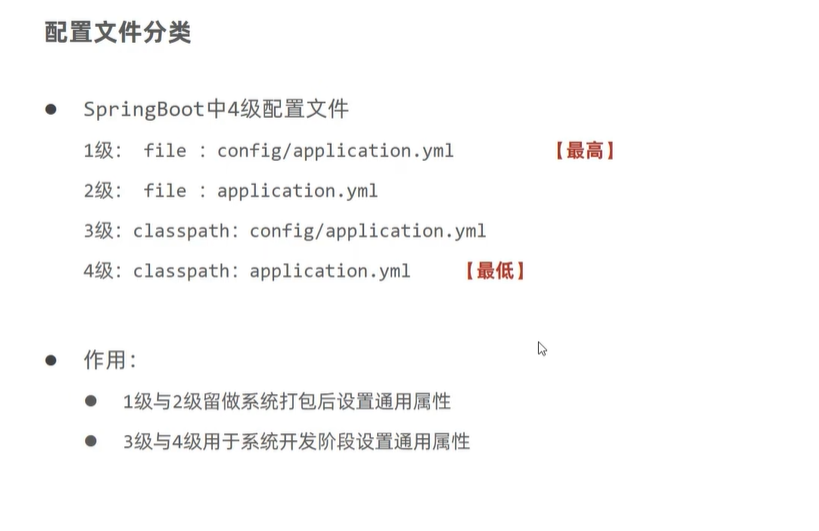 配置文件分类
SpringBoot中4级配置文件
1级： file ：config/application.yml 【最高】
2级： file ：application.yml
3级：classpath：config/application.yml
4级：classpath：application.yml 【最低】
作用：
1级与2级留做系统打包后设置通用属性
3级与4级用于系统开发阶段设置通用属性